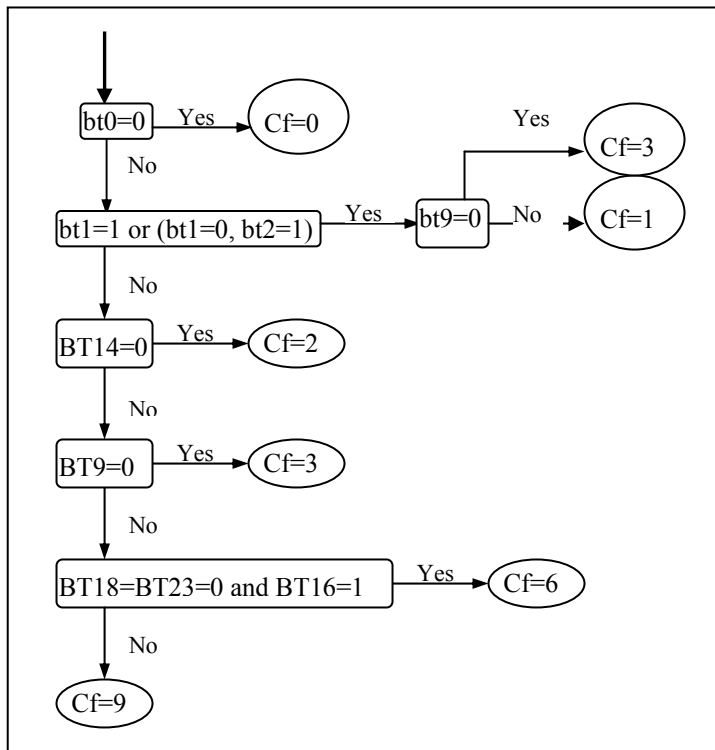 bt0=0
Yes
Cf=0
No
bt1=1 or (bt1=0, bt2=1)
Yes
bt9=0
Yes
Cf=3
No
Cf=1
No
BT14=0
Yes
Cf=2
No
BT9=0
Yes
Cf=3
No
BT18=BT23=0 and BT16=1
Yes
Cf=6
No
Cf=9